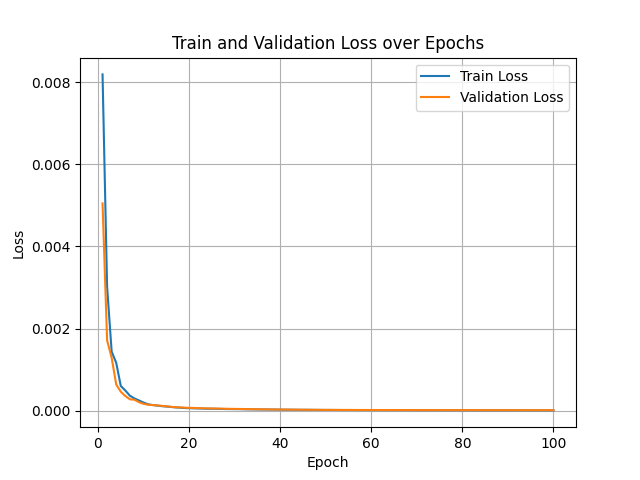 Train and Validation Loss over Epochs
Train Loss
Validation Loss
0.008
0.006
0.004
0.002
0.000
Loss
0 20 40 60 80 100
Epoch